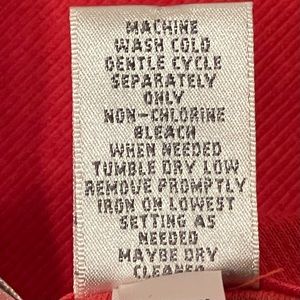 MACHINE
WASH COLD
GENTLE CYCLE
SEPARATELY
ONLY
NON-CHLORINE
BLEACH
WHEN NEEDED
TUMBLE DRY LOW
REMOVE PROMPTLY
IRON ON LOWEST
SETTING AS
NEEDED
MAYBE DRY
CLEANED